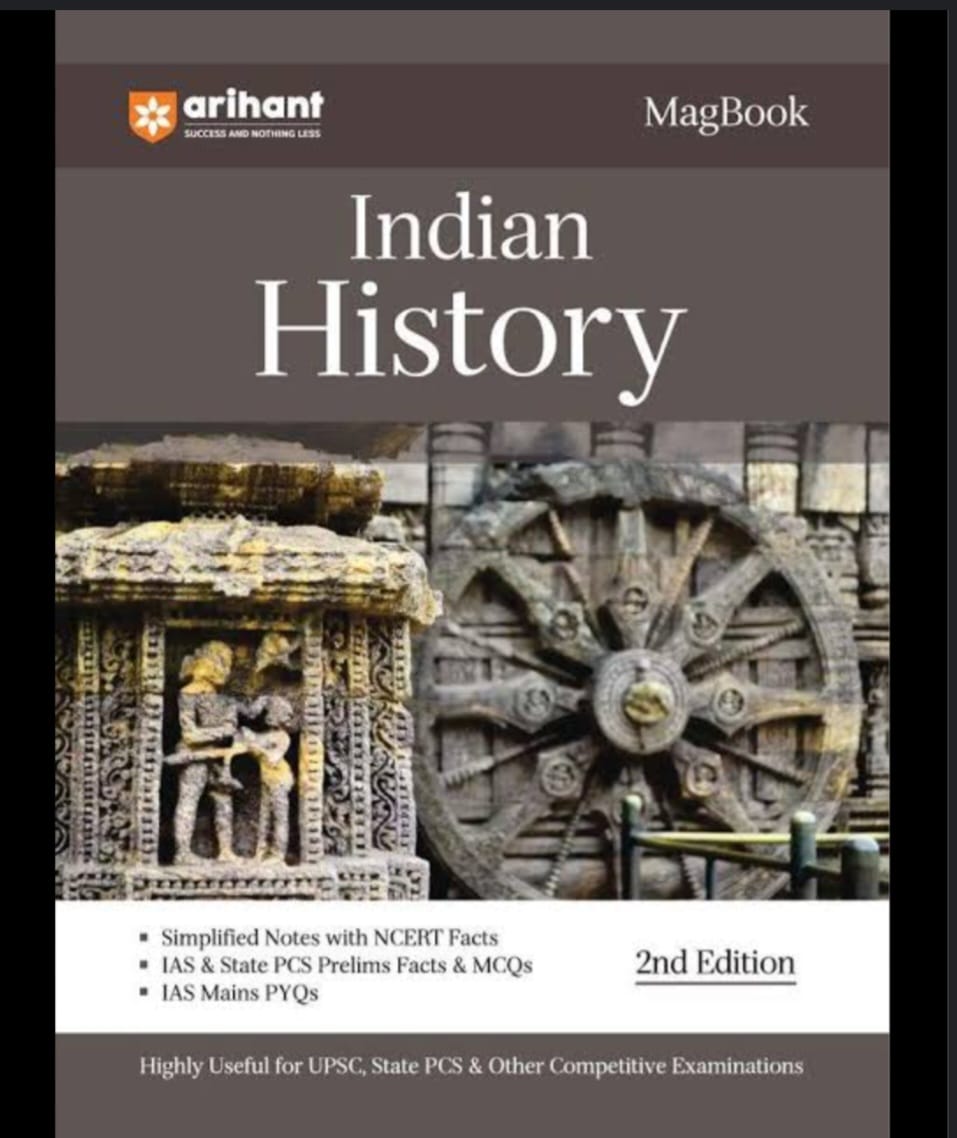 arihant
SUCCESS AND NOTHING LESS
MagBook
Indian
History
▪ Simplified Notes with NCERT Facts
▪ IAS & State PCS Prelims Facts & MCQs
▪ IAS Mains PYQs
2nd Edition
Highly Useful for UPSC, State PCS & Other Competitive Examinations